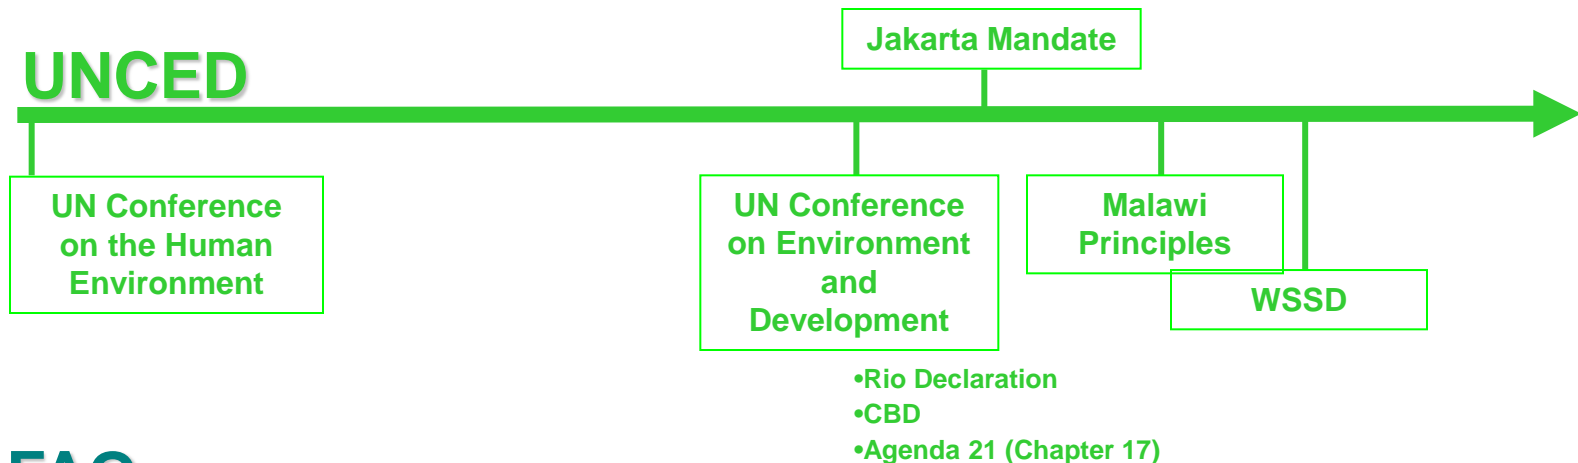 Jakarta Mandate
UNCED
UN Conference
on the Human
Environment
UN Conference
on Environment
and
Development
Malawi
Principles
WSSD
•Rio Declaration
•CBD
•Agenda 21 (Chapter 17)
FAO